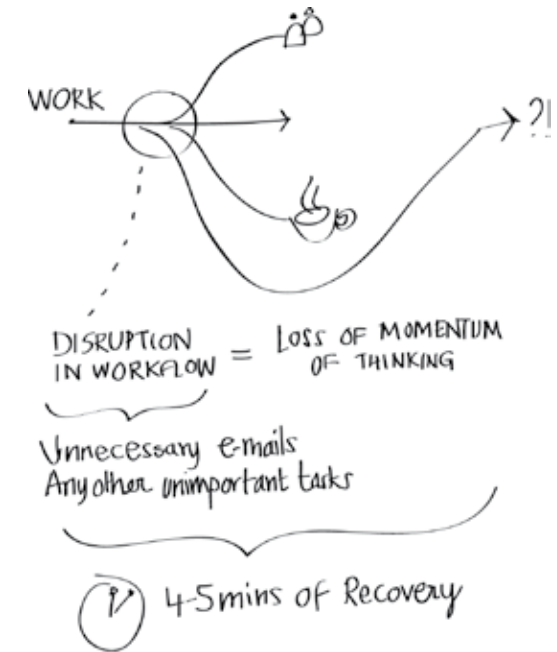 WORK
?!
DISRUPTION
IN WORKFLOW
=
LOSS OF MOMENTUM
OF THINKING
Unnecessary e-mails
Any other unimportant tasks
4-5mins of Recovery